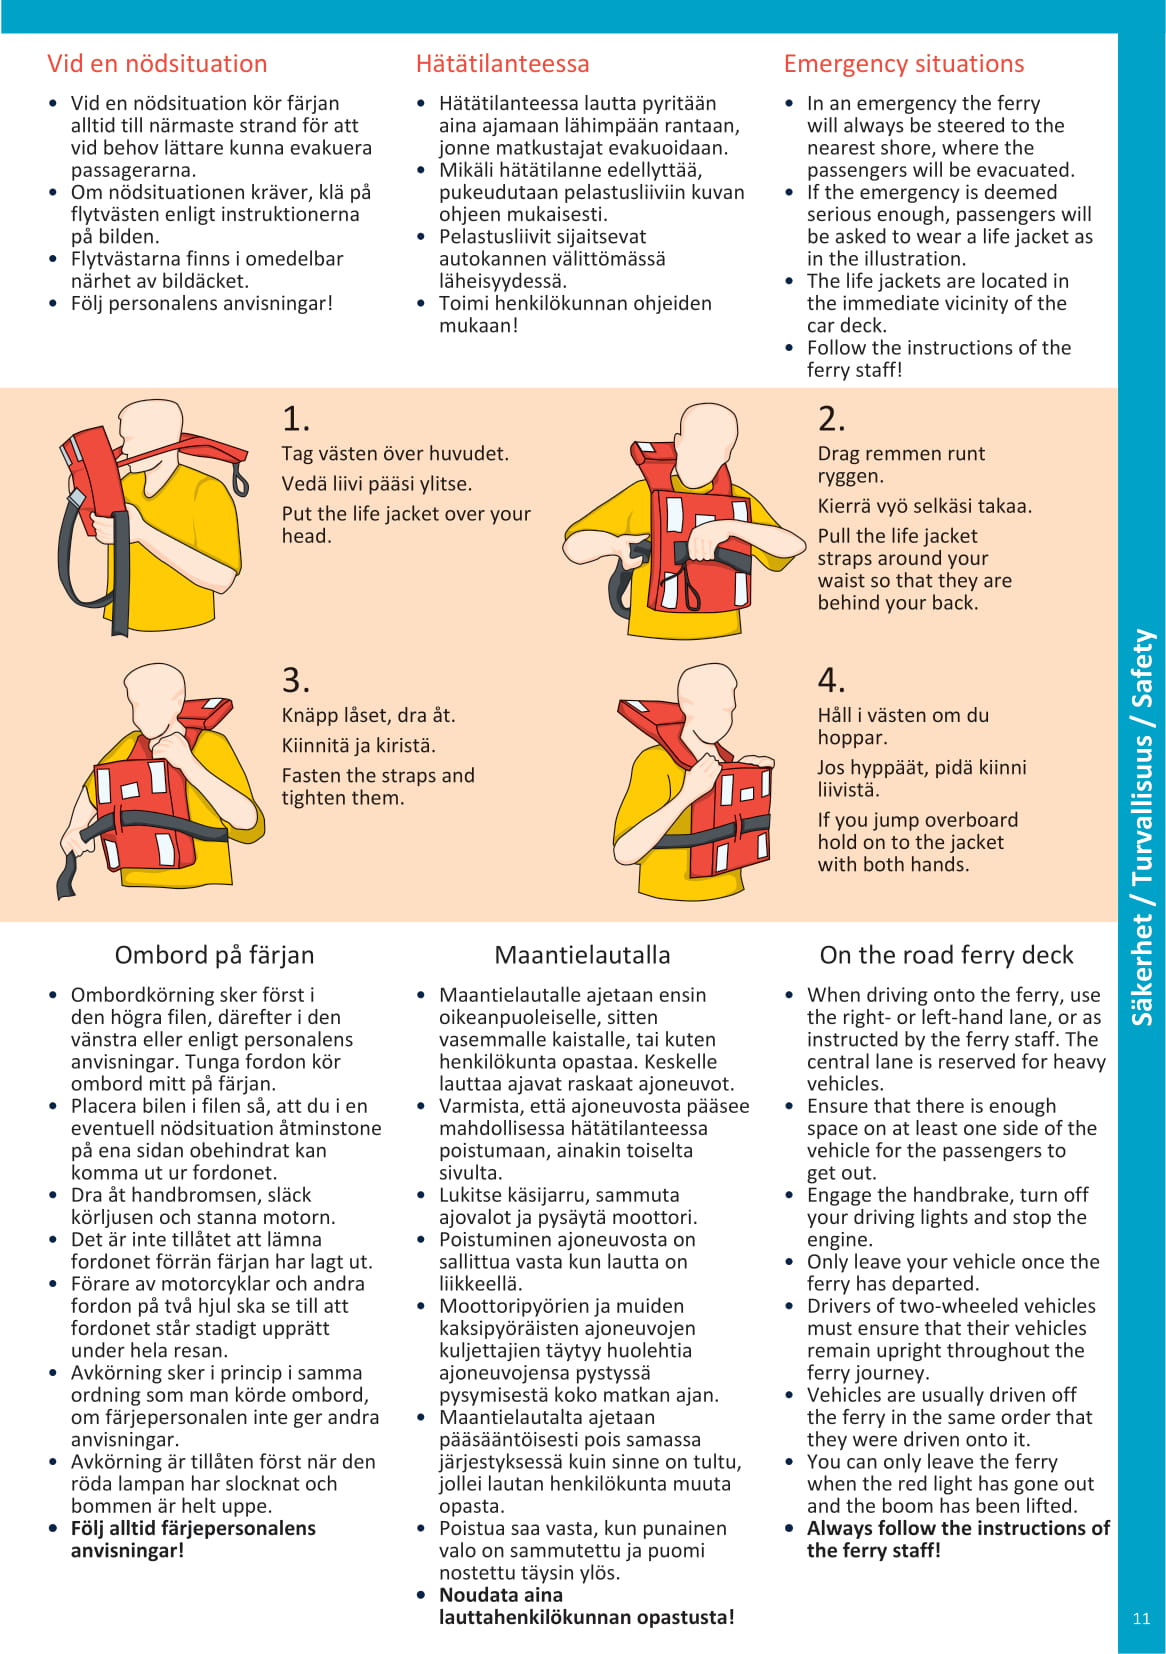 Vid en nödsituation
• Vid en nödsituation kör färjan
alltid till närmaste strand för att
vid behov lättare kunna evakuera
passagerarna.
• Om nödsituationen kräver, klä på
flytvästen enligt instruktionerna
på bilden.
• Flytvästarna finns i omedelbar
närhet av bildäcket.
• Följ personalens anvisningar!
Hätätilanteessa
• Hätätilanteessa lautta pyritään
aina ajamaan lähimpään rantaan,
jonne matkustajat evakuoidaan.
• Mikäli hätätilanne edellyttää,
pukeudutaan pelastusliiviin kuvan
ohjeen mukaisesti.
• Pelastusliivit sijaitsevat
autokannen välittömässä
läheisyydessä.
• Toimi henkilökunnan ohjeiden
mukaan!
Emergency situations
• In an emergency the ferry
will always be steered to the
nearest shore, where the
passengers will be evacuated.
• If the emergency is deemed
serious enough, passengers will
be asked to wear a life jacket as
in the illustration.
• The life jackets are located in
the immediate vicinity of the
car deck.
• Follow the instructions of the
ferry staff!
1.
Tag västen över huvudet.
Vedä liivi pääsi ylitse.
Put the life jacket over your
head.
2.
Drag remmen runt
ryggen.
Kierrä vyö selkäsi takaa.
Pull the life jacket
straps around your
waist so that they are
behind your back.
3.
Knäpp låset, dra åt.
Kiinnitä ja kiristä.
Fasten the straps and
tighten them.
4.
Håll i västen om du
hoppar.
Jos hyppäät, pidä kiinni
liivistä.
If you jump overboard
hold on to the jacket
with both hands.
Ombord på färjan
• Ombordkörning sker först i
den högra filen, därefter i den
vänstra eller enligt personalens
anvisningar. Tunga fordon kör
ombord mitt på färjan.
• Placera bilen i filen så, att du i en
eventuell nödsituation åtminstone
på ena sidan obehindrat kan
komma ut ur fordonet.
• Dra åt handbromsen, släck
körljusen och stanna motorn.
• Det är inte tillåtet att lämna
fordonet förrän färjan har lagt ut.
• Förare av motorcyklar och andra
fordon på två hjul ska se till att
fordonet står stadigt upprätt
under hela resan.
• Avkörning sker i princip i samma
ordning som man körde ombord,
om färjepersonalen inte ger andra
anvisningar.
• Avkörning är tillåten först när den
röda lampan har slocknat och
bommen är helt uppe.
• Följ alltid färjepersonalens
anvisningar!
Maantielautalla
• Maantielautalle ajetaan ensin
oikeanpuoleiselle, sitten
vasemmalle kaistalle, tai kuten
henkilökunta opastaa. Keskelle
lauttaa ajavat raskaat ajoneuvot.
• Varmista, että ajoneuvosta pääsee
mahdollisessa hätätilanteessa
poistumaan, ainakin toiselta
sivulta.
• Lukitse käsijarru, sammuta
ajovalot ja pysäytä moottori.
• Poistuminen ajoneuvosta on
sallittua vasta kun lautta on
liikkeellä.
• Moottoripyörien ja muiden
kaksipyöräisten ajoneuvojen
kuljettajien täytyy huolehtia
ajoneuvojensa pystyssä
pysymisestä koko matkan ajan.
• Maantielautalta ajetaan
pääsääntöisesti pois samassa
järjestyksessä kuin sinne on tultu,
jollei lautan henkilökunta muuta
opasta.
• Poistua saa vasta, kun punainen
valo on sammutettu ja puomi
nostettu täysin ylös.
• Noudata aina
lauttahenkilökunnan opastusta!
On the road ferry deck
• When driving onto the ferry, use
the right- or left-hand lane, or as
instructed by the ferry staff. The
central lane is reserved for heavy
vehicles.
• Ensure that there is enough
space on at least one side of the
vehicle for the passengers to
get out.
• Engage the handbrake, turn off
your driving lights and stop the
engine.
• Only leave your vehicle once the
ferry has departed.
• Drivers of two-wheeled vehicles
must ensure that their vehicles
remain upright throughout the
ferry journey.
• Vehicles are usually driven off
the ferry in the same order that
they were driven onto it.
• You can only leave the ferry
when the red light has gone out
and the boom has been lifted.
• Always follow the instructions of
the ferry staff!
Säkerhet / Turvallisuus / Safety
11